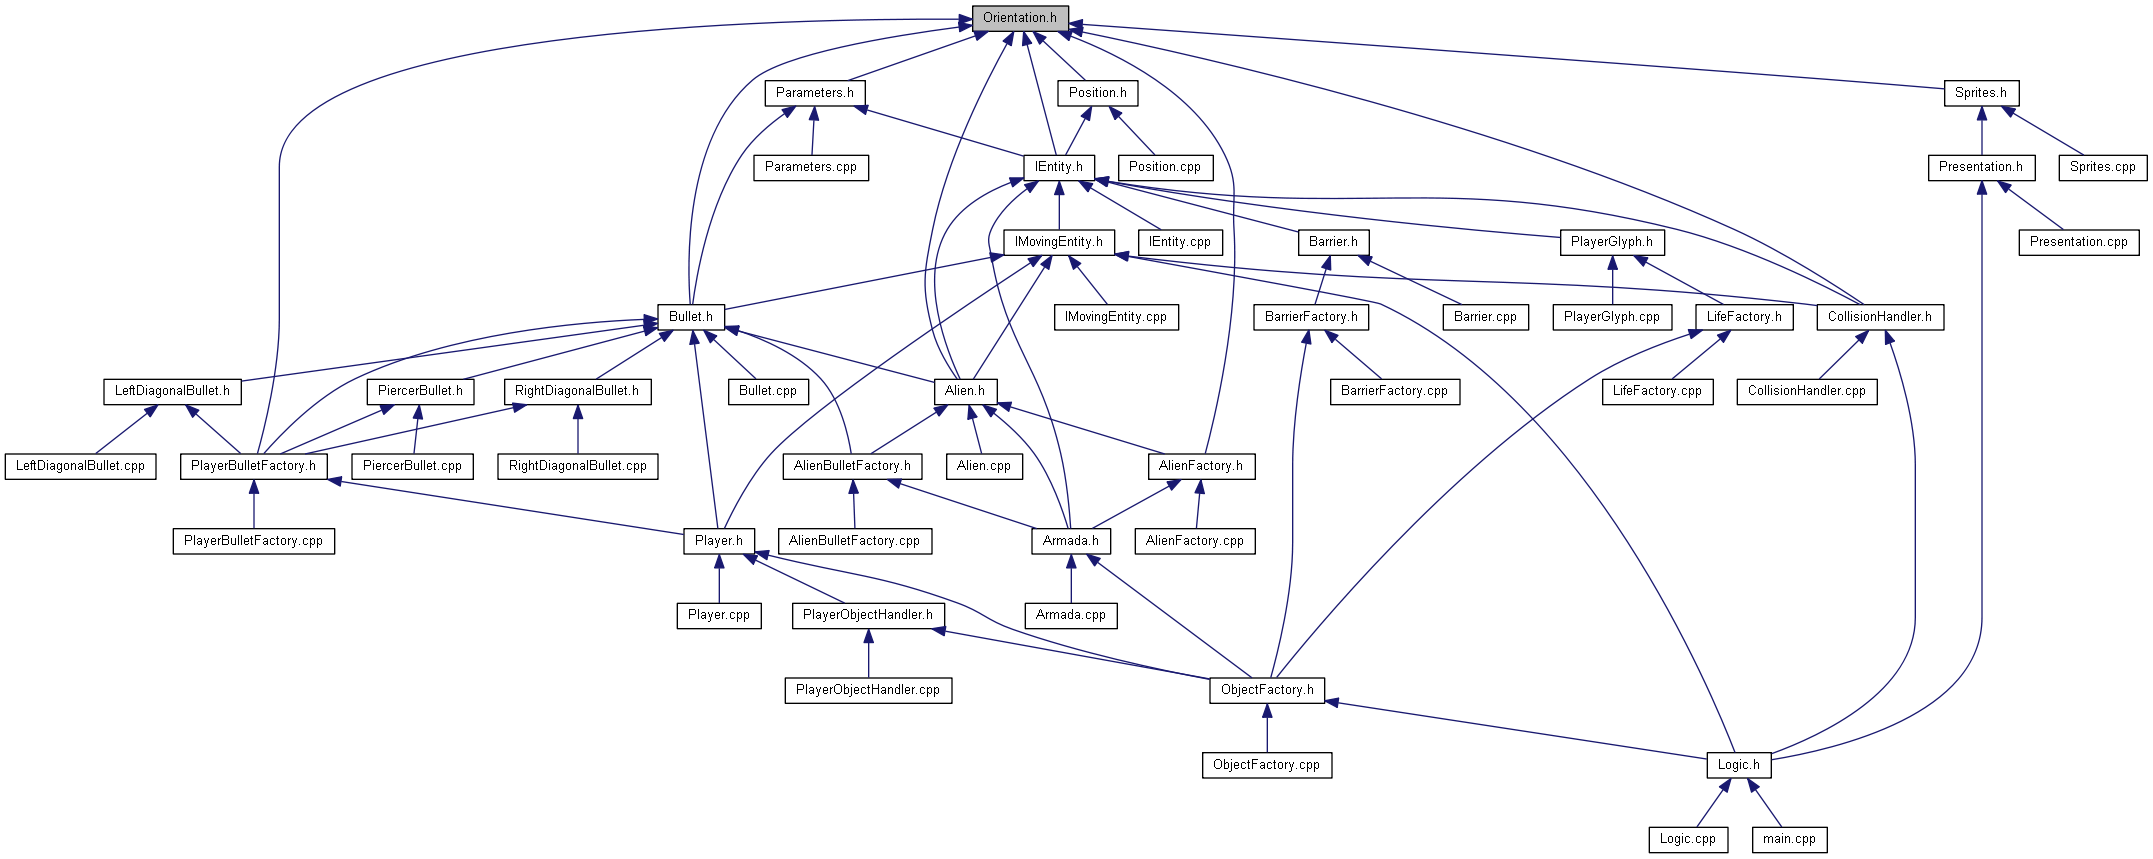 Orientation.h
Parameters.h
Position.h
Sprites.h
Parameters.cpp
IEntity.h
Position.cpp
Presentation.h
Sprites.cpp
IMovingEntity.h
IEntity.cpp
Barrier.h
PlayerGlyph.h
Presentation.cpp
Bullet.h
IMovingEntity.cpp
BarrierFactory.h
Barrier.cpp
PlayerGlyph.cpp
LifeFactory.h
CollisionHandler.h
LeftDiagonalBullet.h
PiercerBullet.h
RightDiagonalBullet.h
Bullet.cpp
Alien.h
BarrierFactory.cpp
LifeFactory.cpp
CollisionHandler.cpp
LeftDiagonalBullet.cpp
PlayerBulletFactory.h
PiercerBullet.cpp
RightDiagonalBullet.cpp
AlienBulletFactory.h
Alien.cpp
AlienFactory.h
PlayerBulletFactory.cpp
Player.h
AlienBulletFactory.cpp
Armada.h
AlienFactory.cpp
Player.cpp
PlayerObjectHandler.h
Armada.cpp
PlayerObjectHandler.cpp
ObjectFactory.h
ObjectFactory.cpp
Logic.h
Logic.cpp
main.cpp